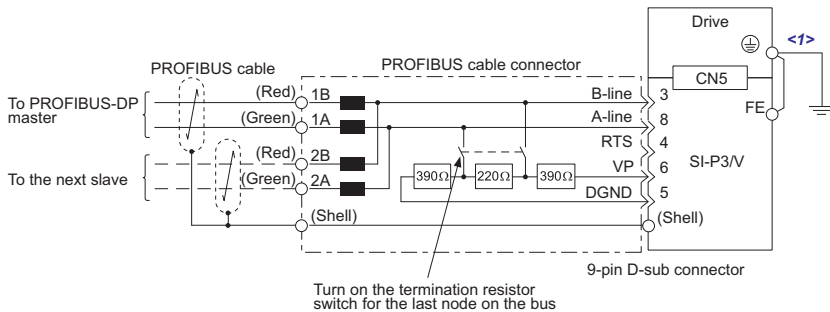 Drive
<1>
PROFIBUS cable
PROFIBUS cable connector
CN5
To PROFIBUS-DP
master
(Red)
1B
B-line
3
FE
(Green)
1A
A-line
8
RTS
4
SI-P3/V
To the next slave
(Red)
2B
VP
6
(Green)
2A
390Ω
220Ω
390Ω
DGND
5
(Shell)
(Shell)
9-pin D-sub connector
Turn on the termination resistor
switch for the last node on the bus